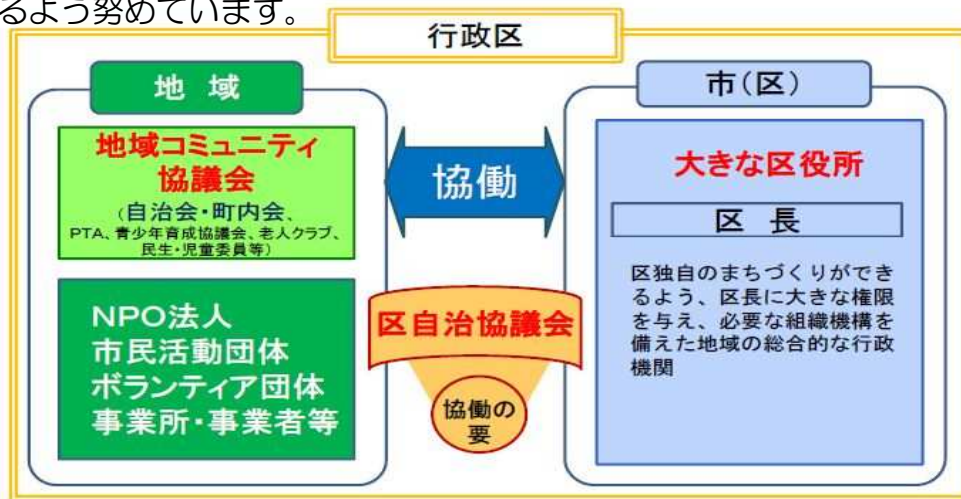 るよう努めています。
行政区
地 域
地域コミュニティ
協議会
(自治会・町内会、
PTA、青少年育成協議会、老人クラブ、
民生・児童委員等)
NPO法人
市民活動団体
ボランティア団体
事業所・事業者等
協働
区自治協議会
協働の
要
市(区)
大きな区役所
区 長
区独自のまちづくりができ
るよう、区長に大きな権限
を与え、必要な組織機構を
備えた地域の総合的な行政
機関